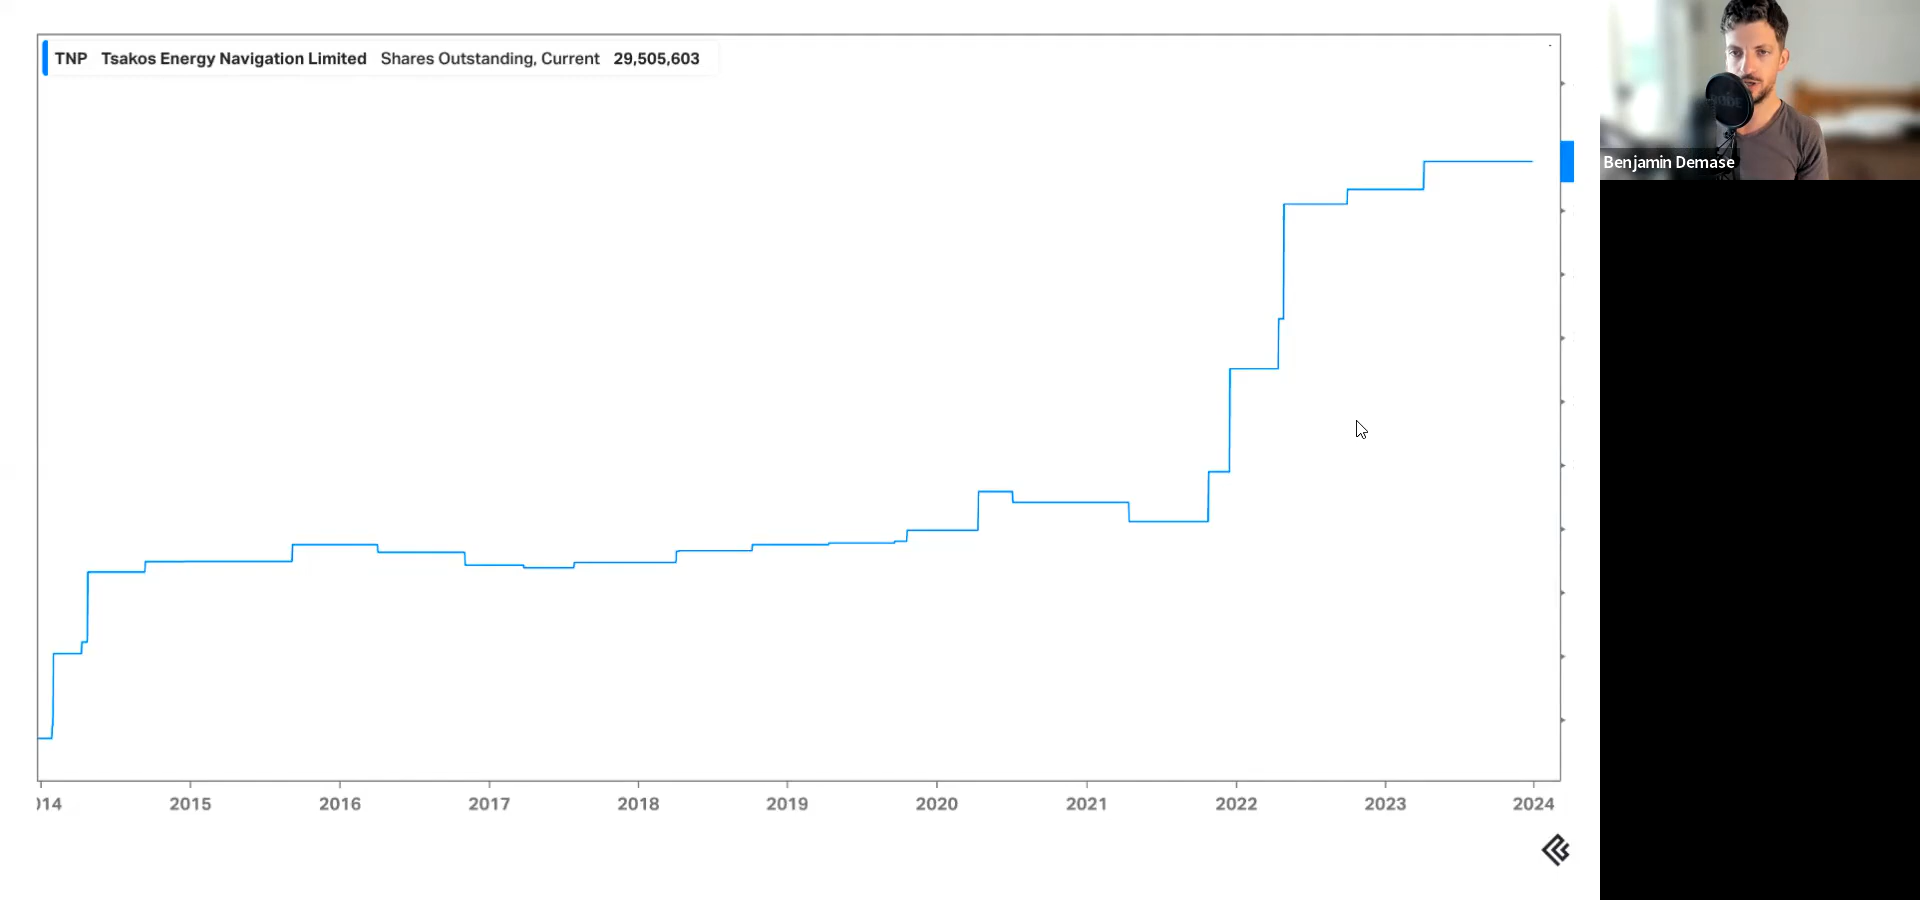 TNP Tsakos Energy Navigation Limited Shares Outstanding, Current 29,505,603
Benjamin Demase
2015 2016 2017 2018 2019 2020 2021 2022 2023 2024